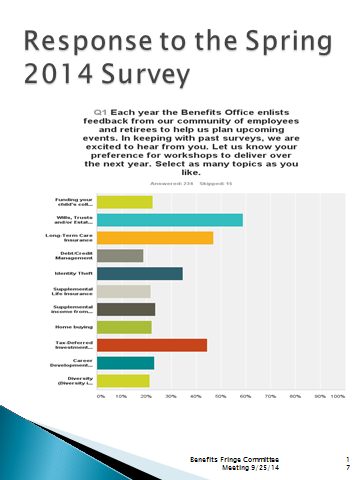 Response to the Spring
2014 Survey
Q1 Each year the Benefits Office enlists
feedback from our community of employees
and retirees to help us plan upcoming
events. In keeping with past surveys, we are
excited to hear from you. Let us know your
preference for workshops to deliver over
the next year. Select as many topics as you
like.
Answered: 236 Skipped: 15
Funding your
child's coll...
Wills, Trusts
and/or Estat...
Long-Term Care
Insurance
Debt/Credit
Management
Identity Theft
Supplemental
Life Insurance
Supplemental
income from...
Home buying
Tax-Deferred
Investment...
Career
Development...
Diversity
(Diversity i...
0% 10% 20% 30% 40% 50% 60% 70% 80% 90% 100%
Benefits Fringe Committee
Meeting 9/25/14
1
7